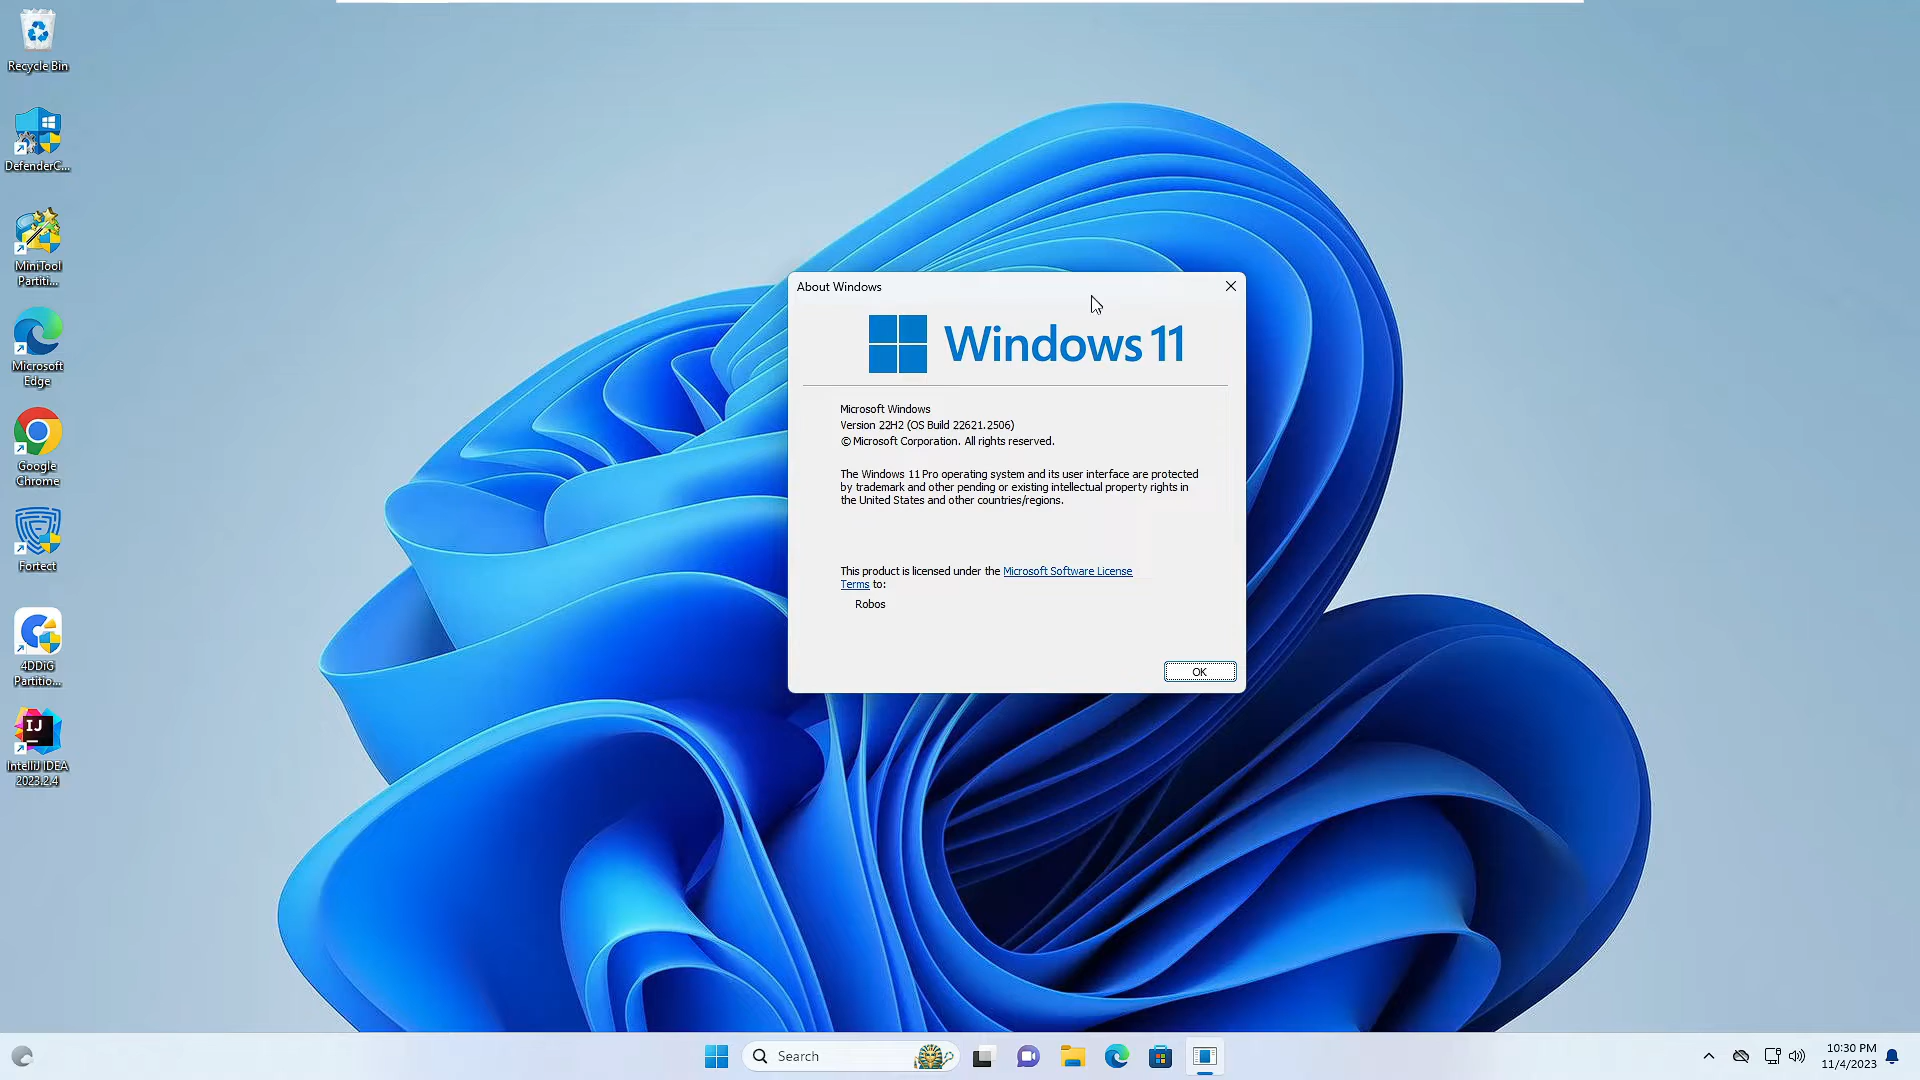 Recycle Bin
DefenderC...
MiniTool
Partiti...
Microsoft
Edge
Google
Chrome
Fortect
4DDiG
Partitio...
IntelliJ IDEA
2023.2.4
About Windows
Windows 11
Microsoft Windows
Version 22H2 (OS Build 22621.2506)
© Microsoft Corporation. All rights reserved.
The Windows 11 Pro operating system and its user interface are protected
by trademark and other pending or existing intellectual property rights in
the United States and other countries/regions.
This product is licensed under the Microsoft Software License
Terms to:
Robos
OK
Search
10:30 PM
11/4/2023